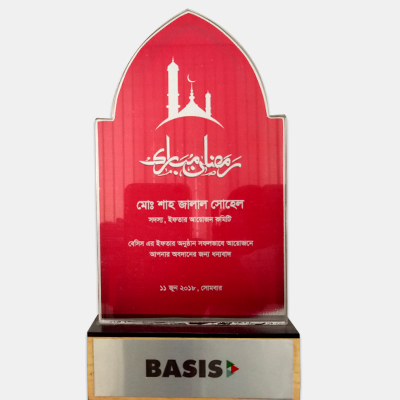 رمضان مبارك
মোঃ শাহ জালাল সোহেল
সদস্য, ইফতার আয়োজন কমিটি
বেসিস এর ইফতার অনুষ্ঠান সফলভাবে আয়োজনে
আপনার অবদানের জন্য ধন্যবাদ
১১ জুন ২০১৮, সোমবার
BASIS